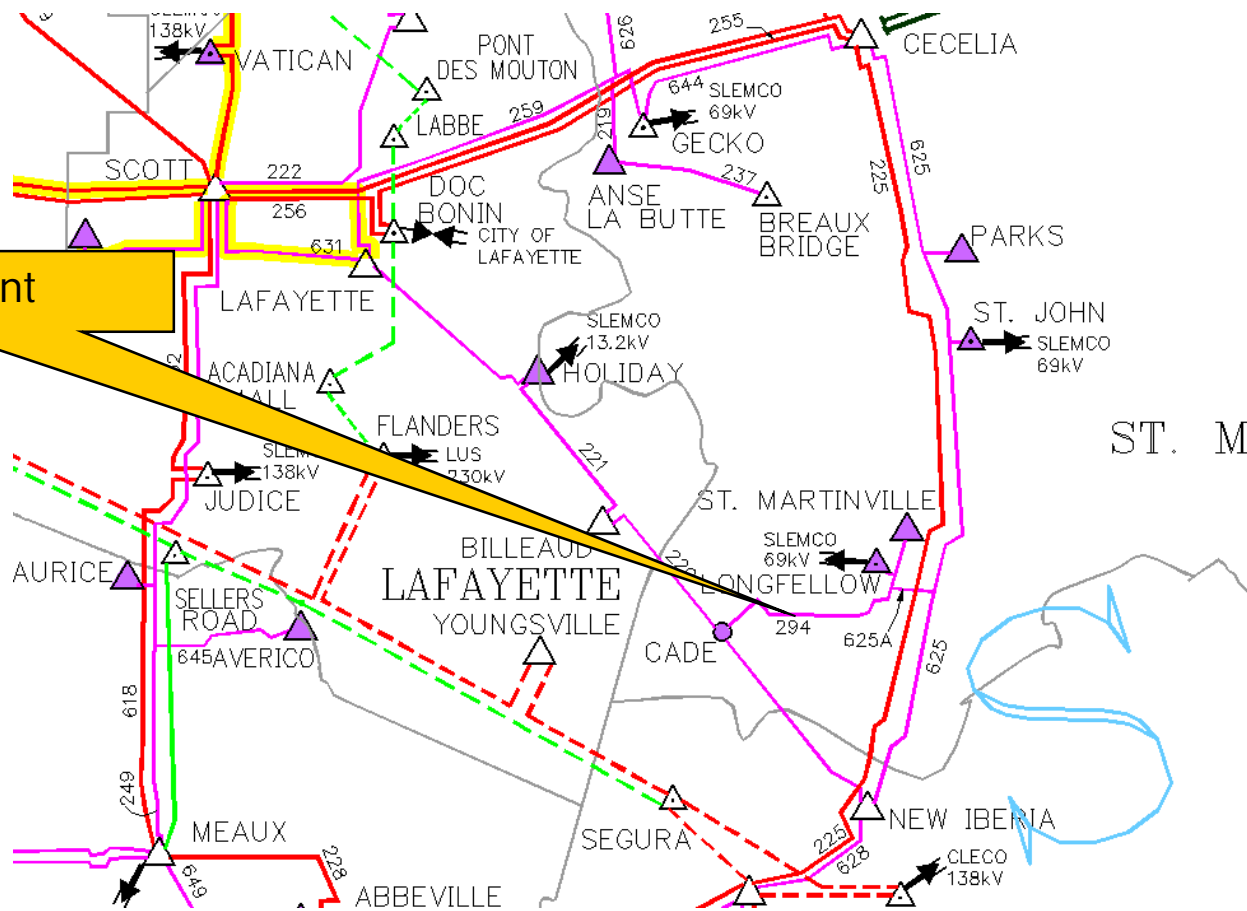 SLEMCO
138kV
VATICAN
PONT
DES MOUTON
626
255
CECELIA
644
SLEMCO
69kV
GECKO
LABBE
259
219
SCOTT
222
256
DOC
BONIN
CITY OF
LAFAYETTE
237
ANSE
LA BUTTE
BREAUX
BRIDGE
625
225
PARKS
631
LAFAYETTE
nt
SLEMCO
13.2kV
HOLIDAY
ST. JOHN
SLEMCO
69kV
ACADIANA
FLANDERS
LUS
230kV
138kV
JUDICE
221
ST. M
ST. MARTINVILLE
BILLEAUD
SLEMCO
69kV
LONGFELLOW
AURICE
SELLERS
ROAD
LAFAYETTE
YOUNGSVILLE
294
CADE
625A
625
645
AVERICO
618
249
MEAUX
SEGURA
NEW IBERIA
225
628
CLECO
138kV
228
649
ABBEVILLE